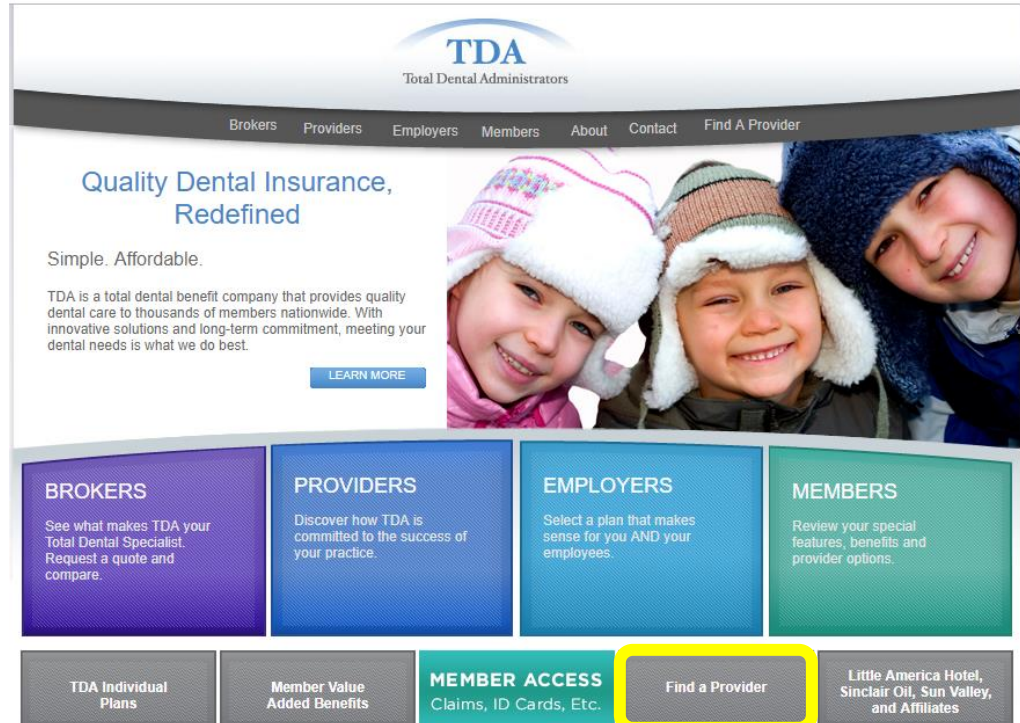 TDA
Total Dental Administrators
Brokers Providers Employers Members About Contact Find A Provider
Quality Dental Insurance,
Redefined
Simple. Affordable.
TDA is a total dental benefit company that provides quality
dental care to thousands of members nationwide. With
innovative solutions and long-term commitment, meeting your
dental needs is what we do best.
LEARN MORE
BROKERS
See what makes TDA your
Total Dental Specialist.
Request a quote and
compare.
PROVIDERS
Discover how TDA is
committed to the success of
your practice.
EMPLOYERS
Select a plan that makes
sense for you AND your
employees.
MEMBERS
Review your special
features, benefits and
provider options.
TDA Individual
Plans
Member Value
Added Benefits
MEMBER ACCESS
Claims, ID Cards, Etc.
Find a Provider
Little America Hotel,
Sinclair Oil, Sun Valley,
and Affiliates